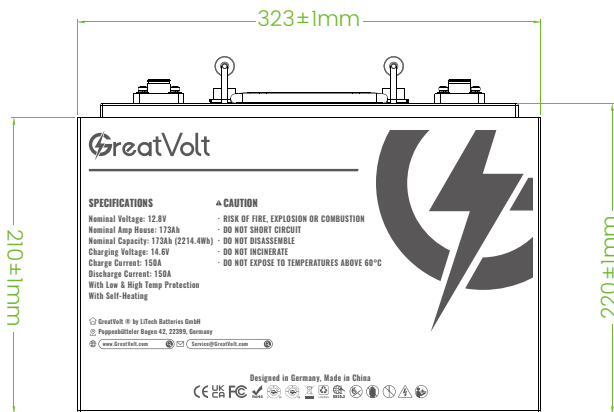 323±1mm
GreatVolt
SPECIFICATIONS
Nominal Voltage: 12.8V
Nominal Amp House: 173Ah
Nominal Capacity: 173Ah (2214.4Wh)
Charging Voltage: 14.6V
Charge Current: 150A
Discharge Current: 150A
With Low & High Temp Protection
With Self-Heating
CAUTION
· RISK OF FIRE, EXPLOSION OR COMBUSTION
· DO NOT SHORT CIRCUIT
· DO NOT DISASSEMBLE
· DO NOT INCINERATE
· DO NOT EXPOSE TO TEMPERATURES ABOVE 60°C
GreatVolt ® by LiTech Batteries GmbH
Poppenbütteler Bogen 42, 22399, Germany
www.GreatVolt.com Service@GreatVolt.com
Designed in Germany, Made in China
CE UK CA FC
210±1mm
220±1mm